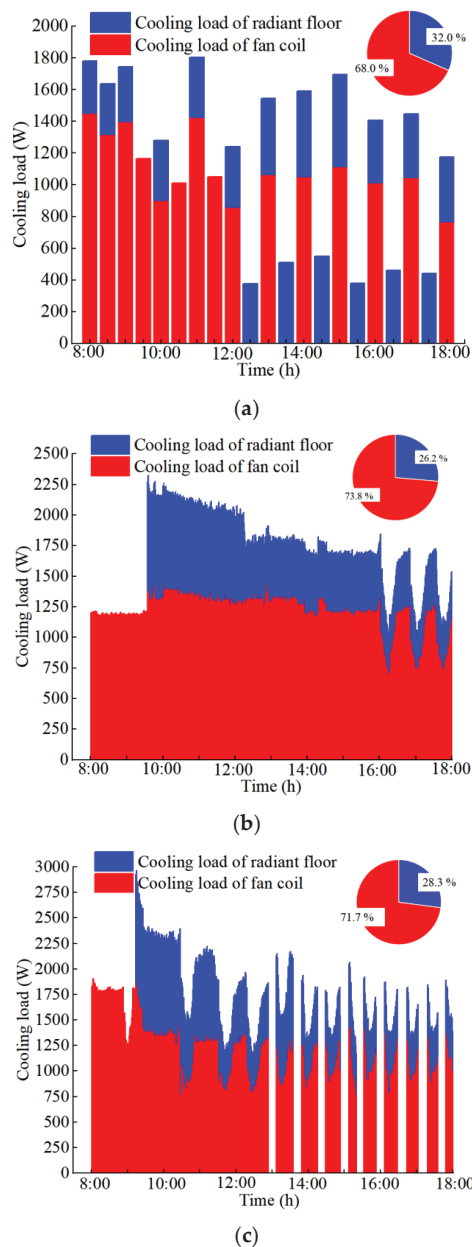 Cooling load of radiant floor
Cooling load of fan coil
32.0 %
68.0 %
Cooling load (W)
1800
1600
1400
1200
1000
800
600
400
200
0
8:00 10:00 12:00 14:00 16:00 18:00
Time (h)
(a)
Cooling load of radiant floor
Cooling load of fan coil
26.2 %
73.8 %
Cooling load (W)
2500
2250
2000
1750
1500
1250
1000
750
500
250
0
8:00 10:00 12:00 14:00 16:00 18:00
Time (h)
(b)
Cooling load of radiant floor
Cooling load of fan coil
28.3 %
71.7 %
Cooling load (W)
3000
2750
2500
2250
2000
1750
1500
1250
1000
750
500
250
0
8:00 10:00 12:00 14:00 16:00 18:00
Time (h)
(c)